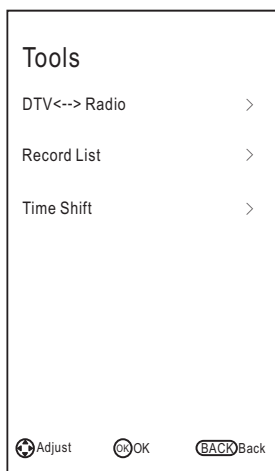 Tools
DTV<--> Radio >
Record List >
Time Shift >
Adjust OK OK BACK Back